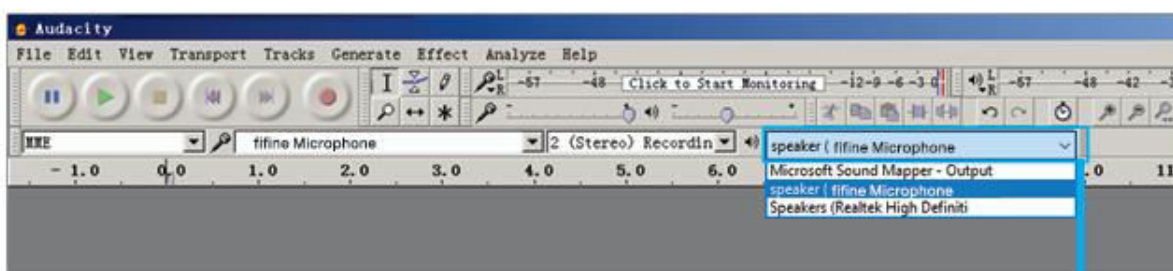 Audacity
File Edit View Transport Tracks Generate Effect Analyze Help
L R -57 -48 Click to Start Monitoring -12 -9 -6 -3 0 L R -57 -48 -42
MME fifine Microphone 2 (Stereo) Recordin speaker ( fifine Microphone
- 1.0 0.0 1.0 2.0 3.0 4.0 5.0 6.0 .0 11
Microsoft Sound Mapper - Output
speaker ( fifine Microphone
Speakers (Realtek High Definiti